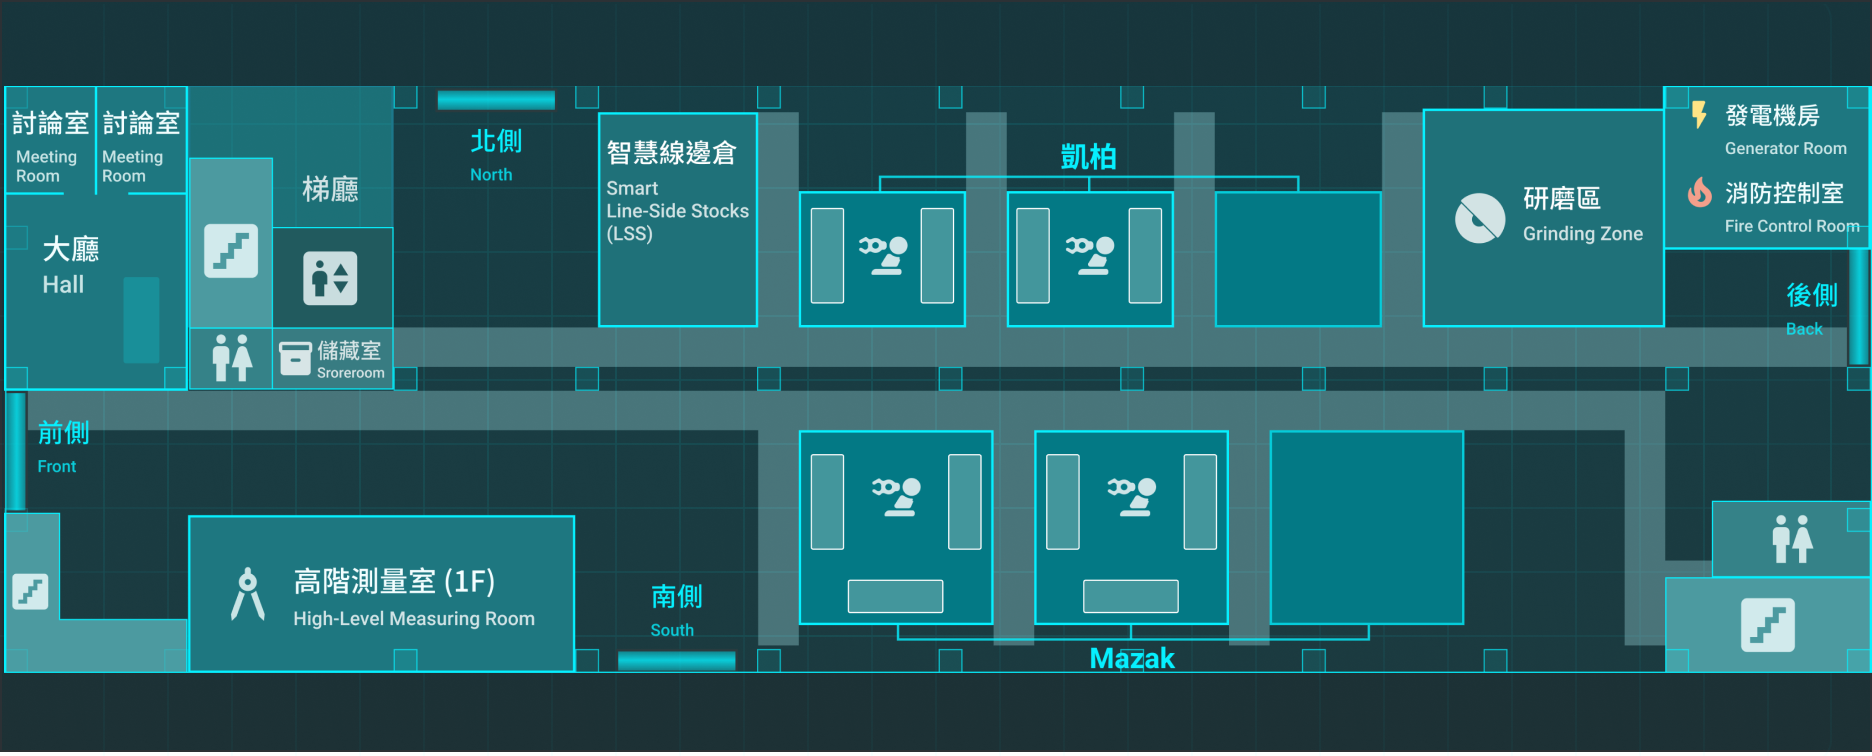 討論室
Meeting
Room
討論室
Meeting
Room
大廳
Hall
梯廳
儲藏室
Sroreroom
北側
North
智慧線邊倉
Smart
Line-Side Stocks
(LSS)
凱柏
研磨區
Grinding Zone
發電機房
Generator Room
消防控制室
Fire Control Room
後側
Back
前側
Front
高階測量室 (1F)
High-Level Measuring Room
南側
South
Mazak